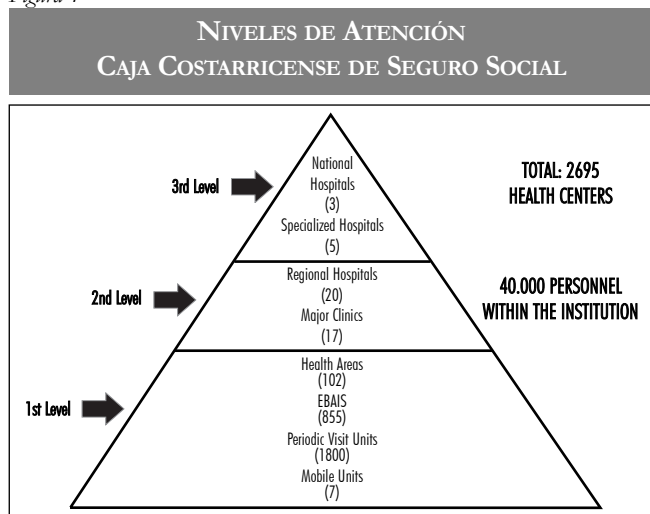 NIVELES DE ATENCIÓN
CAJA COSTARRICENSE DE SEGURO SOCIAL
3rd Level
National
Hospitals
(3)
Specialized Hospitals
(5)
TOTAL: 2695
HEALTH CENTERS
2nd Level
Regional Hospitals
(20)
Major Clinics
(17)
40.000 PERSONNEL
WITHIN THE INSTITUTION
1st Level
Health Areas
(102)
EBAIS
(855)
Periodic Visit Units
(1800)
Mobile Units
(7)